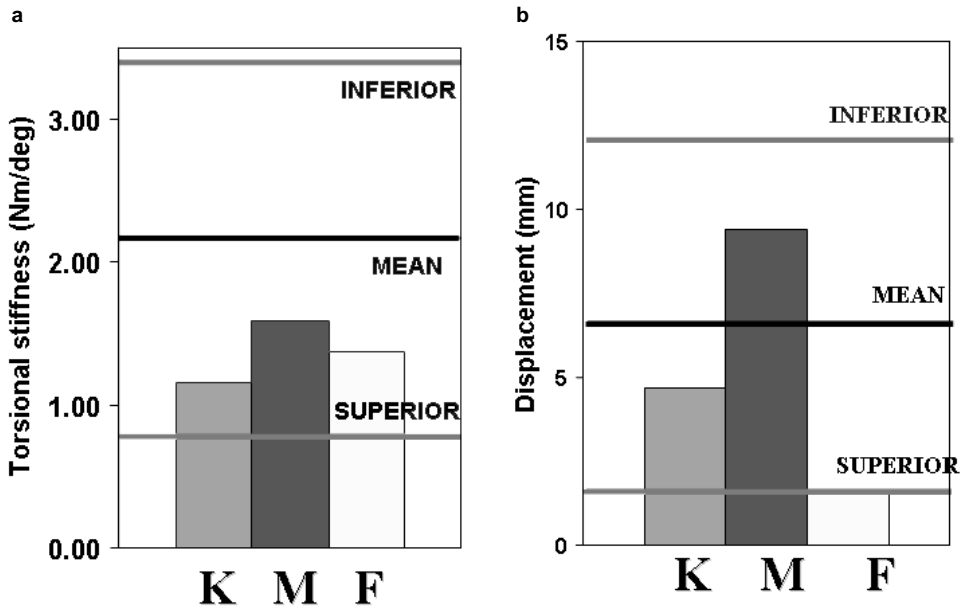 a
Torsional stiffness (Nm/deg)
3.00
2.00
1.00
0.00
INFERIOR
MEAN
SUPERIOR
K M F
b
Displacement (mm)
15
10
5
0
INFERIOR
MEAN
SUPERIOR
K M F